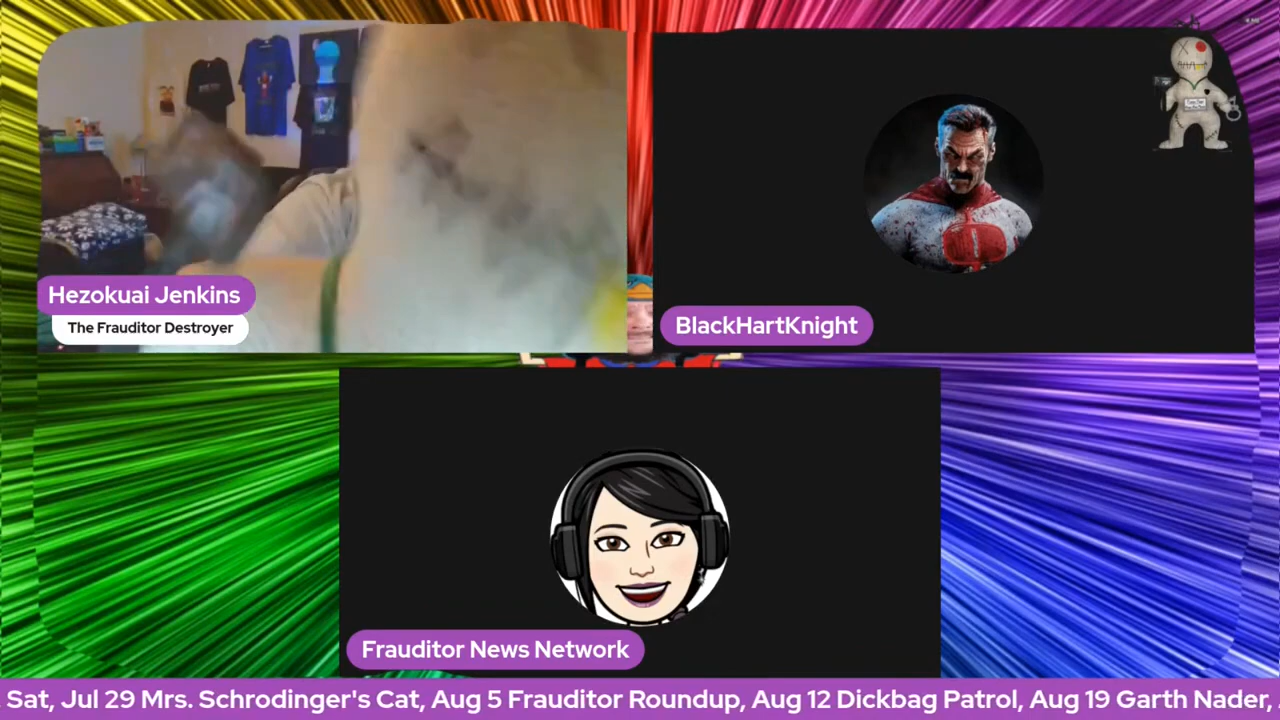 Hezokuai Jenkins
The Frauditor Destroyer
BlackHartKnight
Frauditor News Network
Sat, Jul 29 Mrs. Schrodinger's Cat, Aug 5 Frauditor Roundup, Aug 12 Dickbag Patrol, Aug 19 Garth Nader,